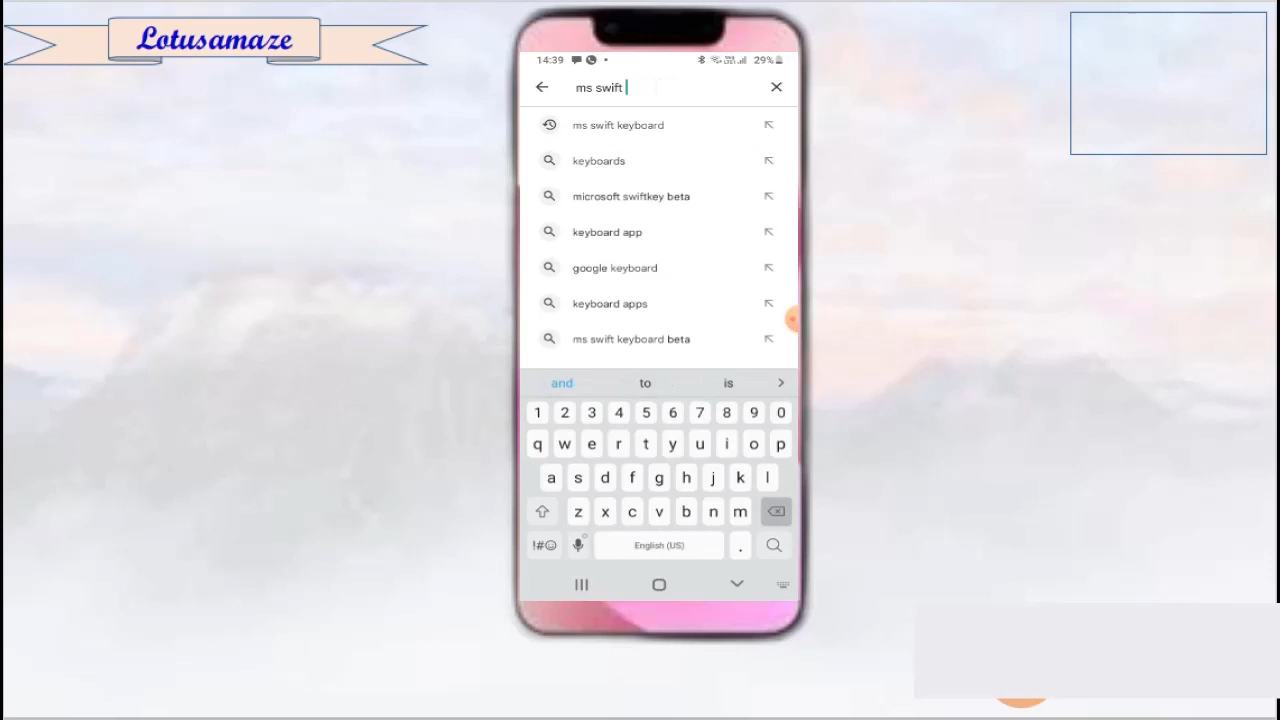 Lotusamaze
14:39
29%
ms swift
ms swift keyboard
keyboards
microsoft swiftkey beta
keyboard app
google keyboard
keyboard apps
ms swift keyboard beta
and to is
1 2 3 4 5 6 7 8 9 0
q w e r t y u i o p
a s d f g h j k l
z x c v b n m
!#☺ English (US) .